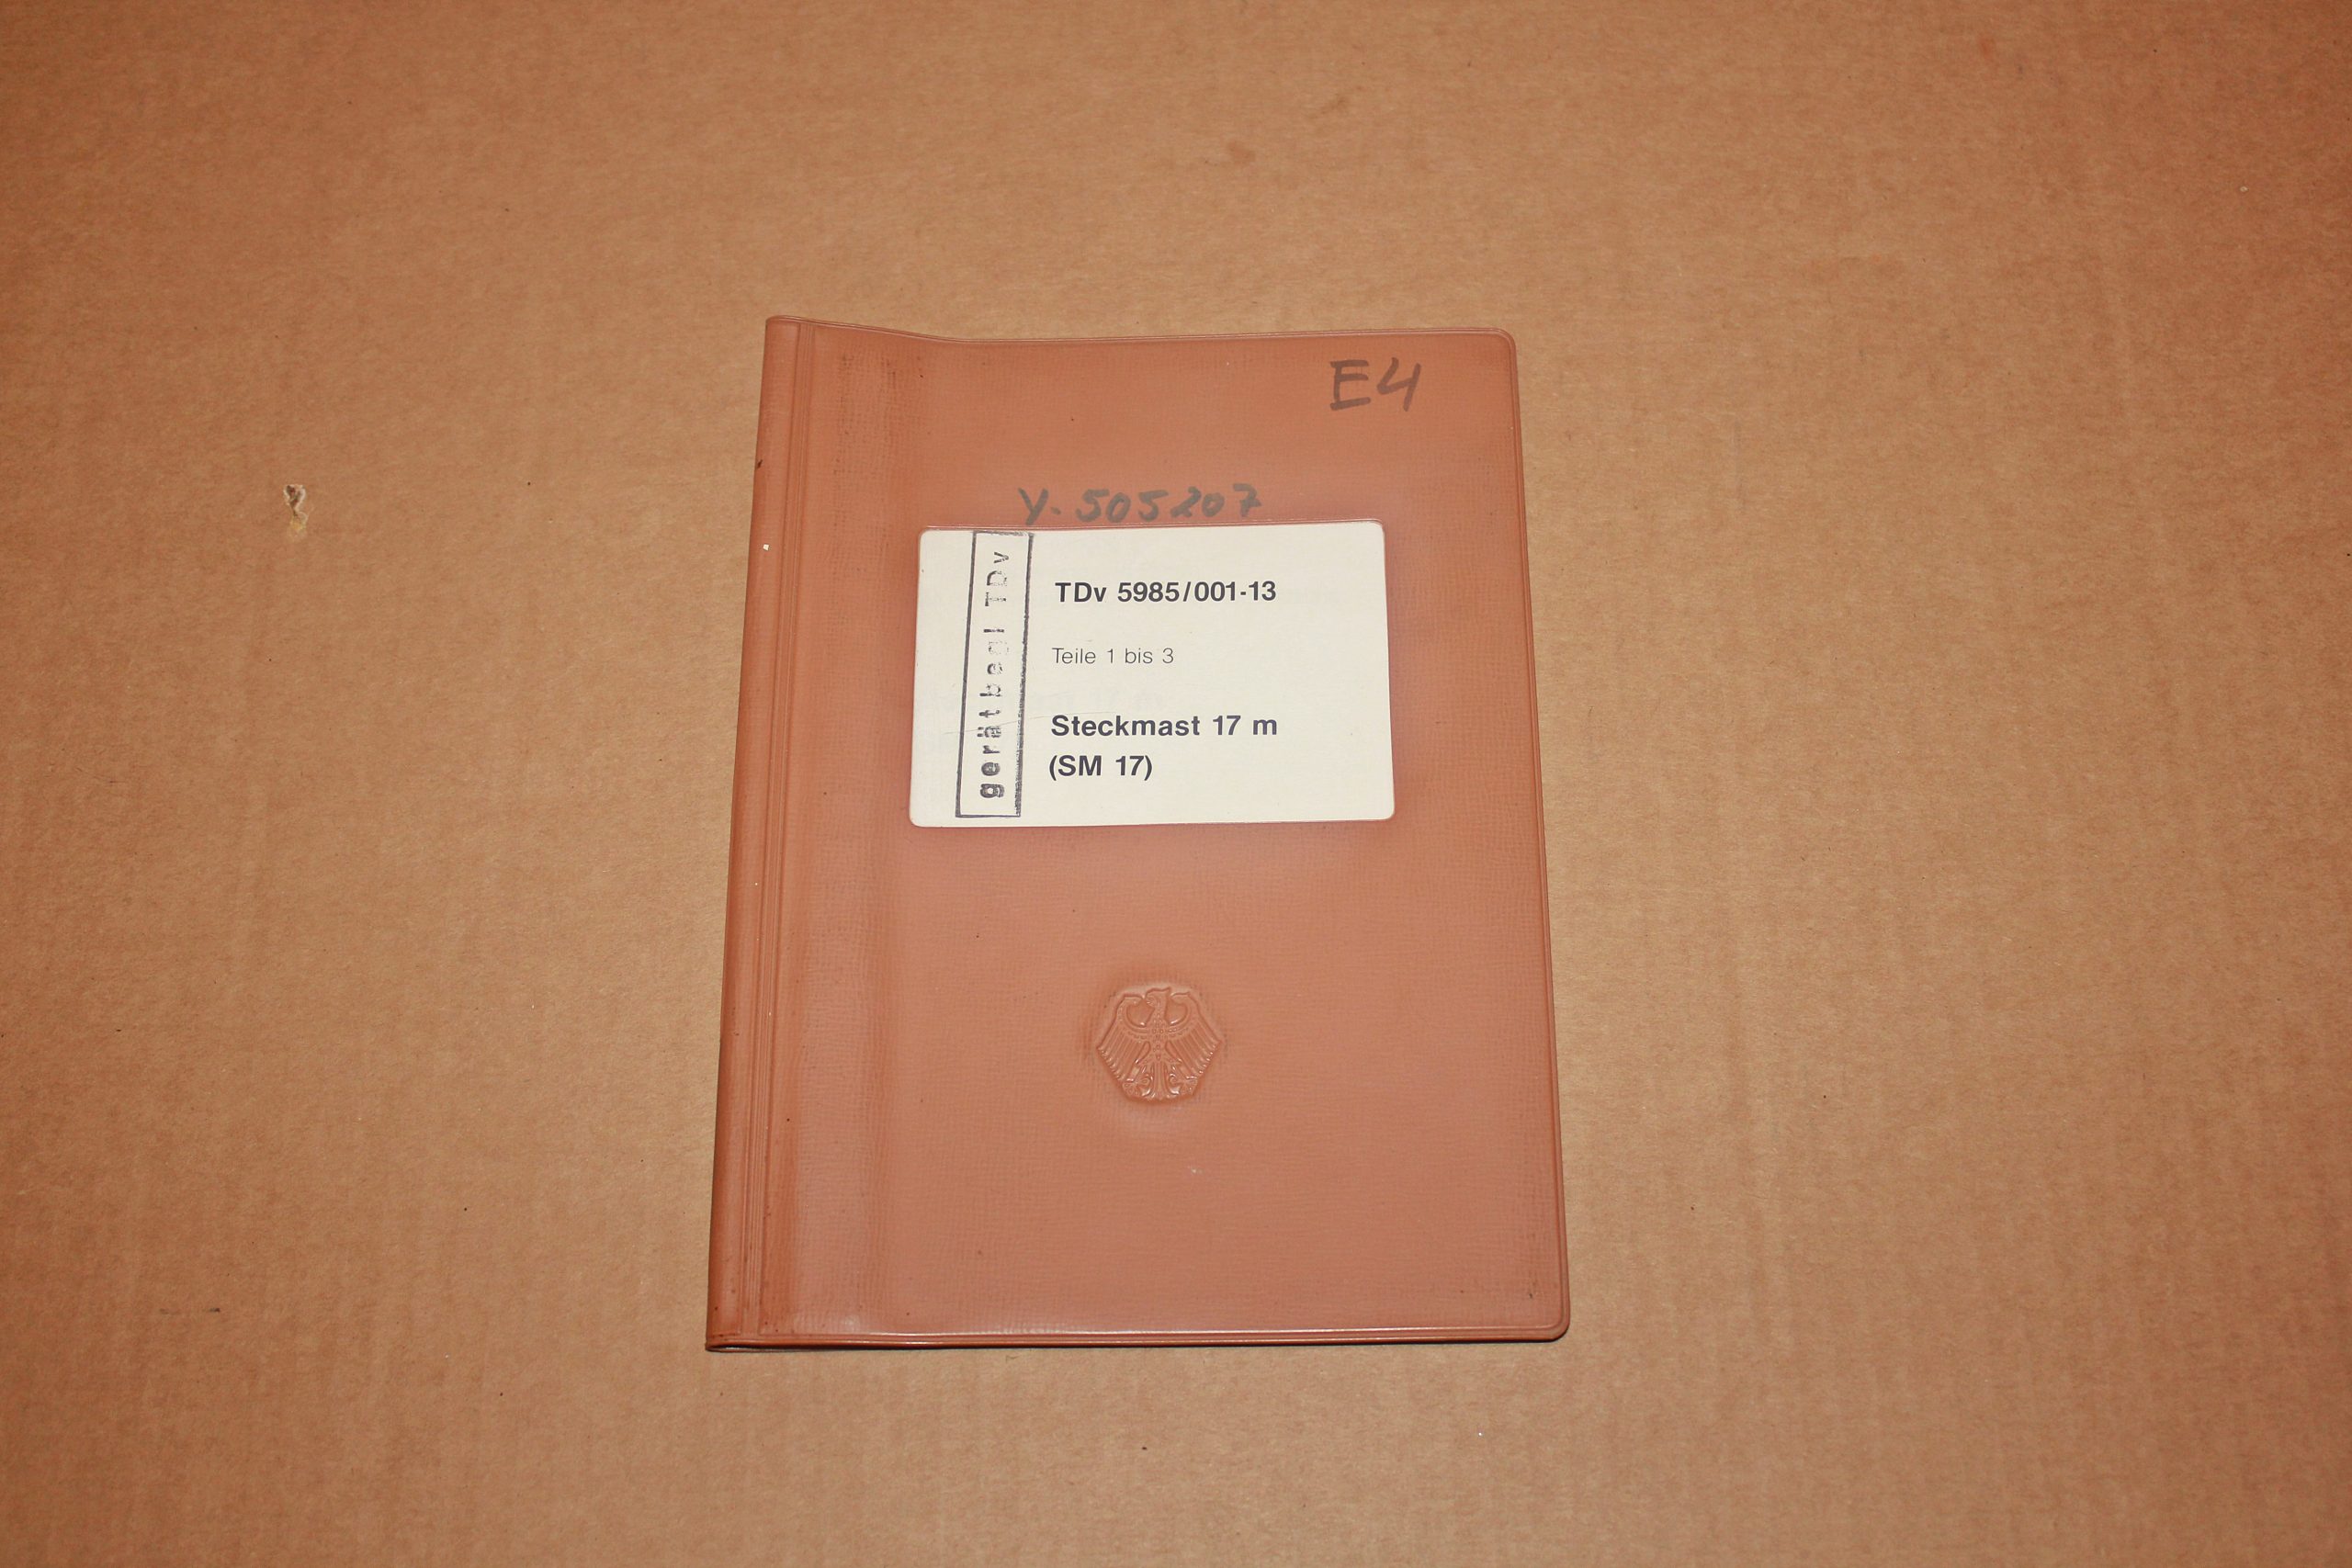 E4
Y-505207
gerätbegl TDv
TDv 5985/001-13
Teile 1 bis 3
Steckmast 17 m
(SM 17)